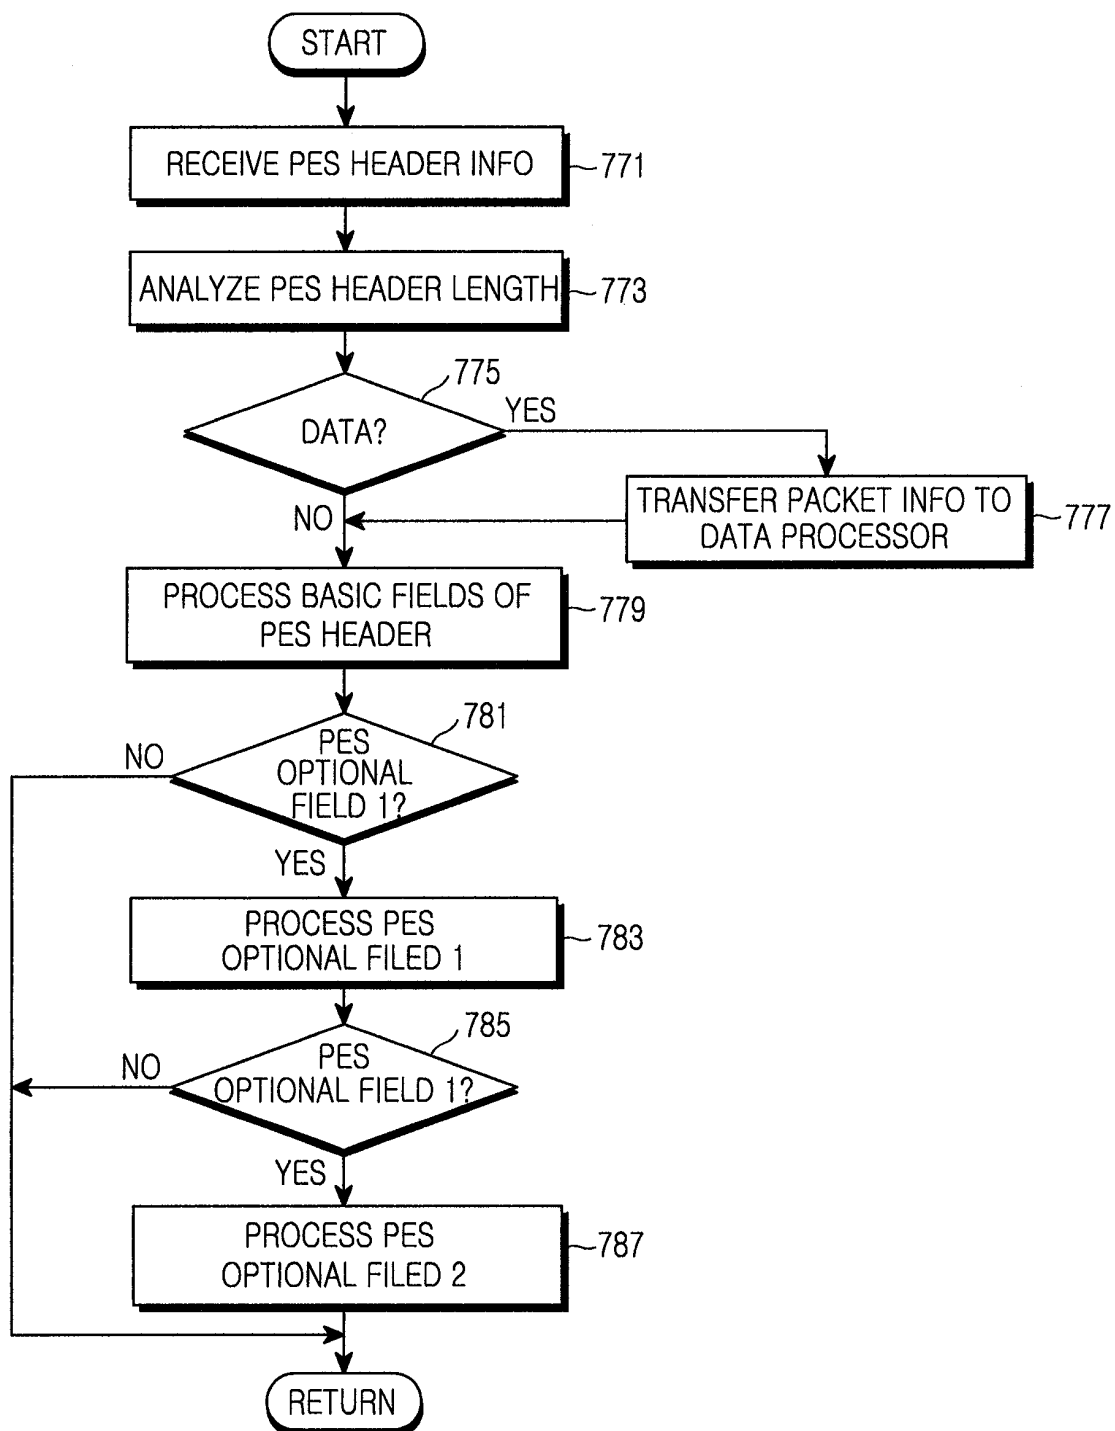 START
RECEIVE PES HEADER INFO
771
ANALYZE PES HEADER LENGTH
773
775
DATA?
YES
NO
TRANSFER PACKET INFO TO
DATA PROCESSOR
777
PROCESS BASIC FIELDS OF
PES HEADER
779
781
NO
PES
OPTIONAL
FIELD 1?
YES
PROCESS PES
OPTIONAL FILED 1
783
785
NO
PES
OPTIONAL FIELD 1?
YES
PROCESS PES
OPTIONAL FILED 2
787
RETURN